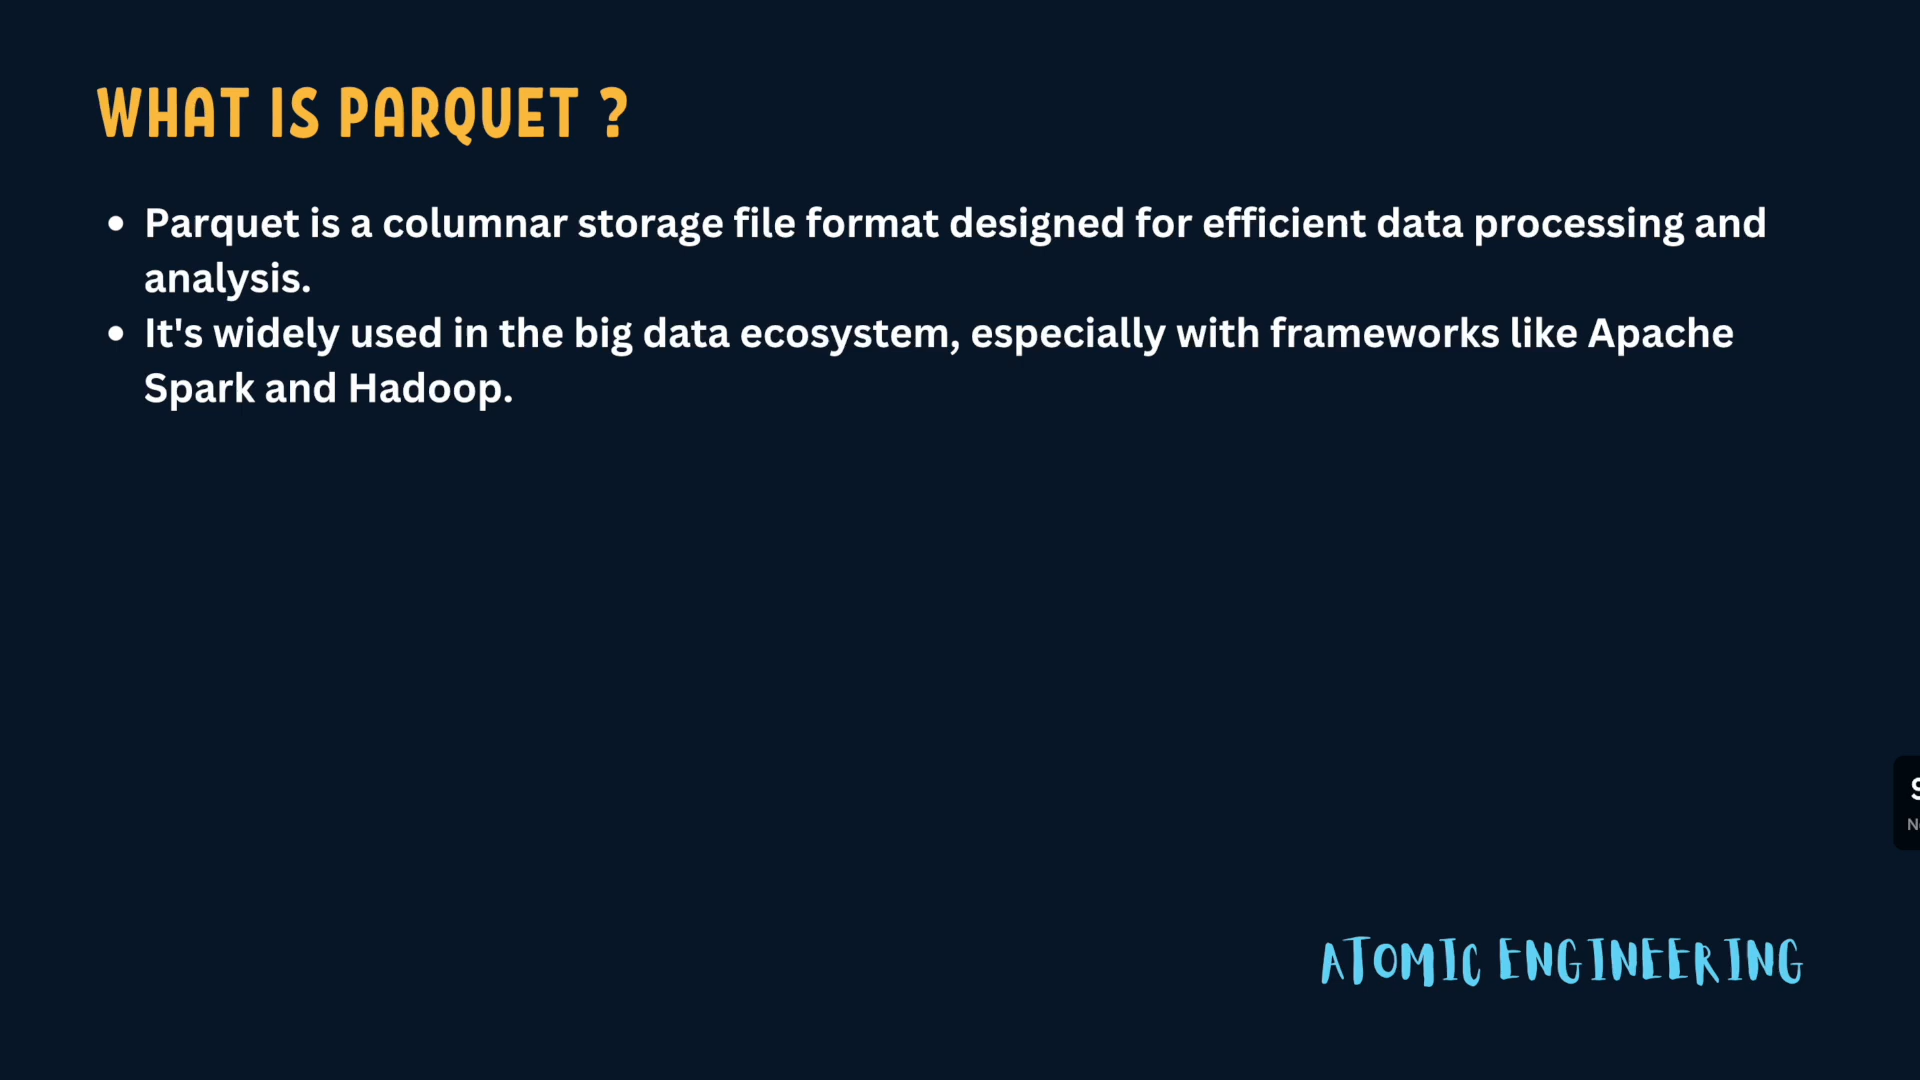 WHAT IS PARQUET ?
• Parquet is a columnar storage file format designed for efficient data processing and
analysis.
• It's widely used in the big data ecosystem, especially with frameworks like Apache
Spark and Hadoop.
ATOMIC ENGINEERING